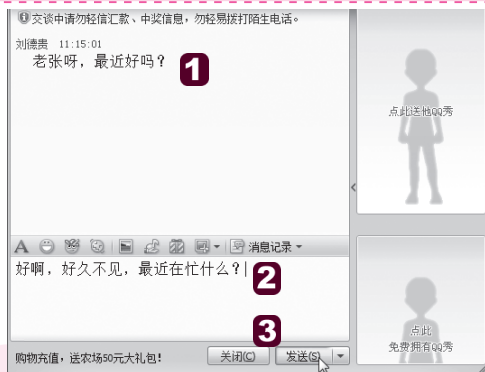 交谈中请勿轻信汇款、中奖信息，勿轻易拨打陌生电话。
刘德贵 11:15:01
老张呀，最近好吗？
1
点此送他QQ秀
A
消息记录
好啊，好久不见，最近在忙什么？
2
3
点此
免费拥有QQ秀
购物充值，送农场50元大礼包！
关闭(C)
发送(S)